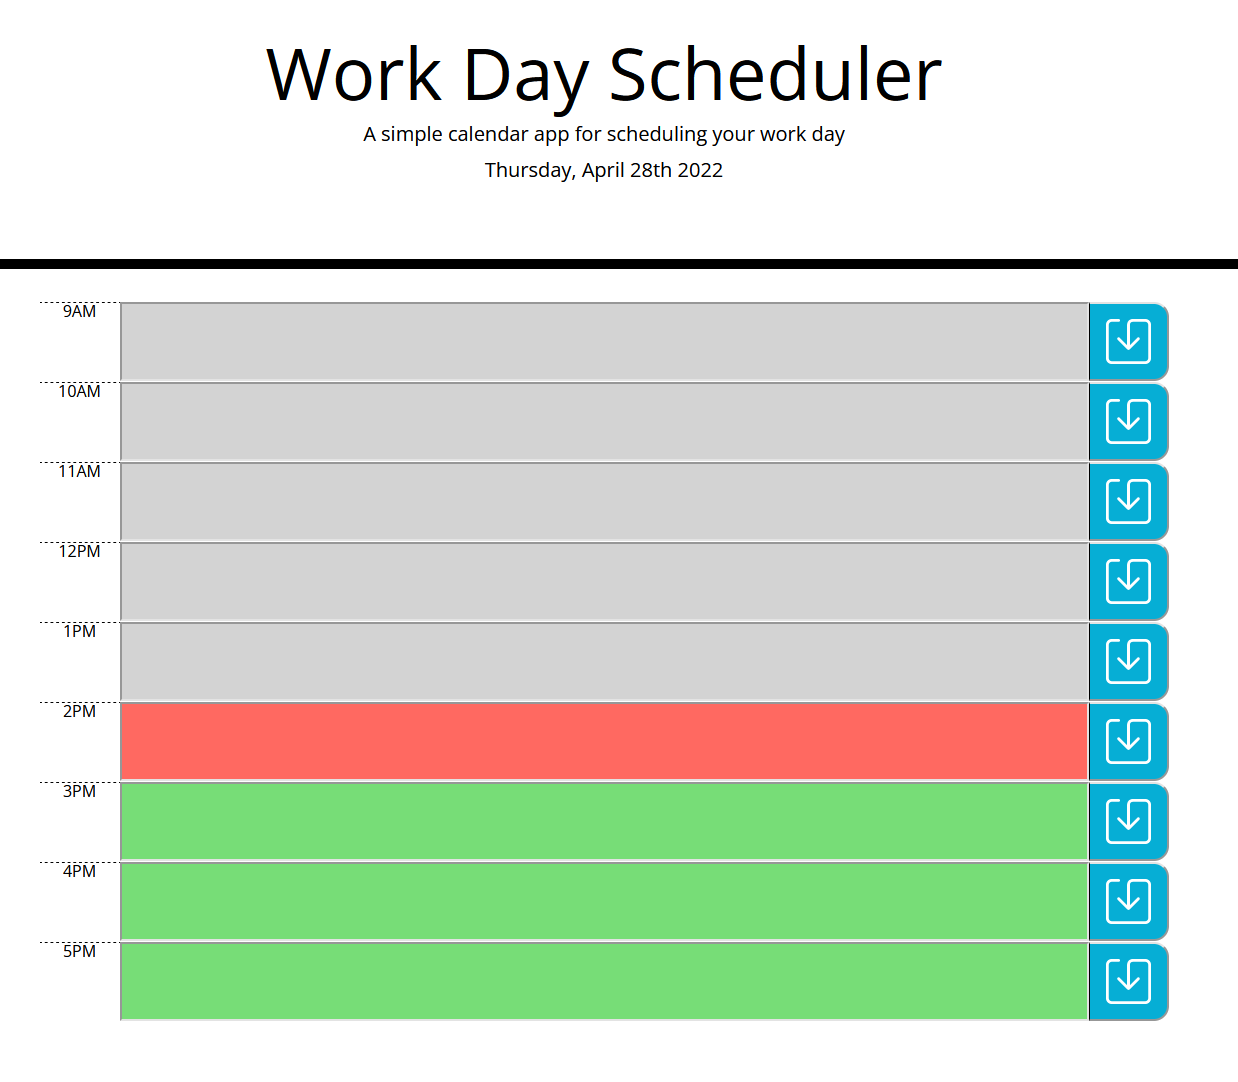 Work Day Scheduler
A simple calendar app for scheduling your work day
Thursday, April 28th 2022
9AM
10AM
11AM
12PM
1PM
2PM
3PM
4PM
5PM